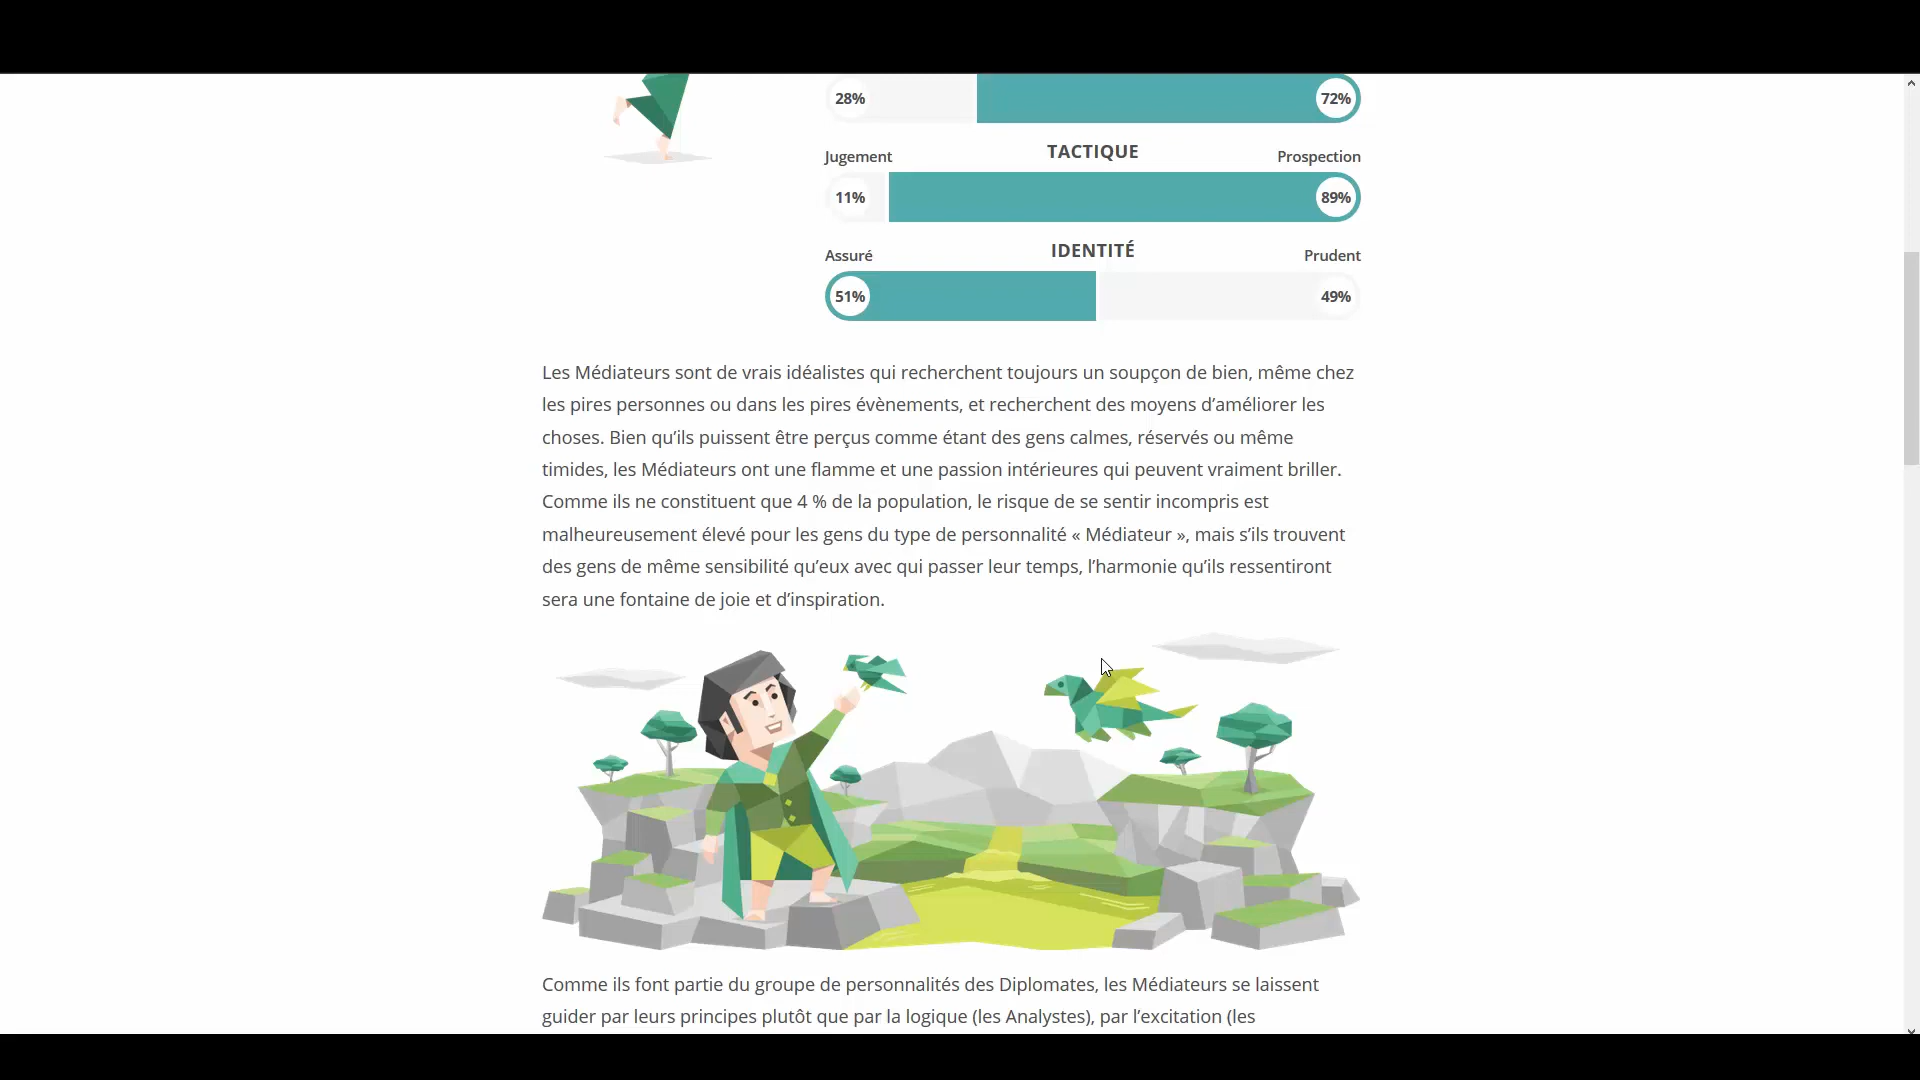 28% 72%
Jugement TACTIQUE Prospection
11% 89%
Assuré IDENTITÉ Prudent
51% 49%
Les Médiateurs sont de vrais idéalistes qui recherchent toujours un soupçon de bien, même chez
les pires personnes ou dans les pires évènements, et recherchent des moyens d’améliorer les
choses. Bien qu’ils puissent être perçus comme étant des gens calmes, réservés ou même
timides, les Médiateurs ont une flamme et une passion intérieures qui peuvent vraiment briller.
Comme ils ne constituent que 4 % de la population, le risque de se sentir incompris est
malheureusement élevé pour les gens du type de personnalité « Médiateur », mais s’ils trouvent
des gens de même sensibilité qu’eux avec qui passer leur temps, l’harmonie qu’ils ressentiront
sera une fontaine de joie et d’inspiration.
Comme ils font partie du groupe de personnalités des Diplomates, les Médiateurs se laissent
guider par leurs principes plutôt que par la logique (les Analystes), par l’excitation (les